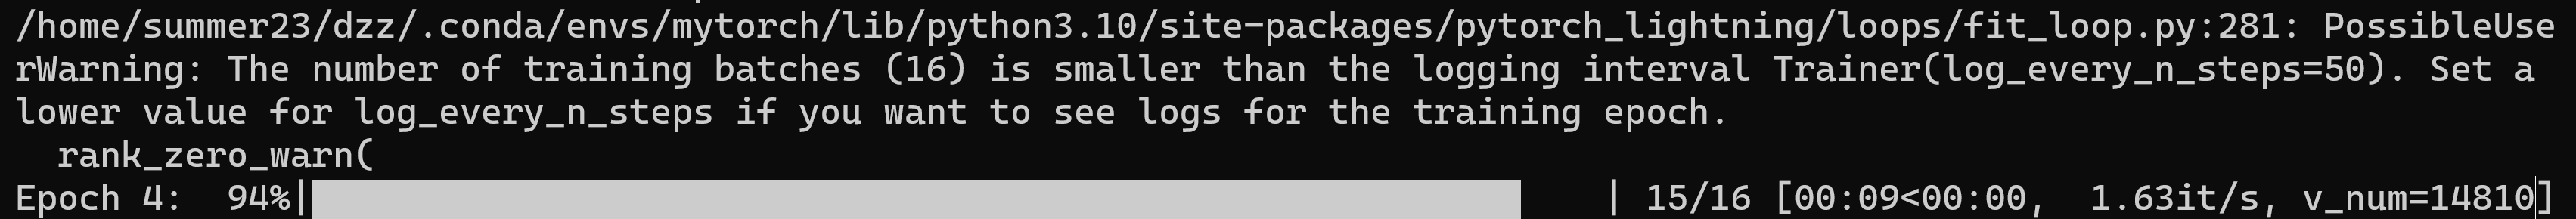 /home/summer23/dzz/.conda/envs/mytorch/lib/python3.10/site-packages/pytorch_lightning/loops/fit_loop.py:281: PossibleUse
rWarning: The number of training batches (16) is smaller than the logging interval Trainer(log_every_n_steps=50). Set a
lower value for log_every_n_steps if you want to see logs for the training epoch.
  rank_zero_warn(
Epoch 4:  94%|          | 15/16 [00:09<00:00,  1.63it/s, v_num=14810]